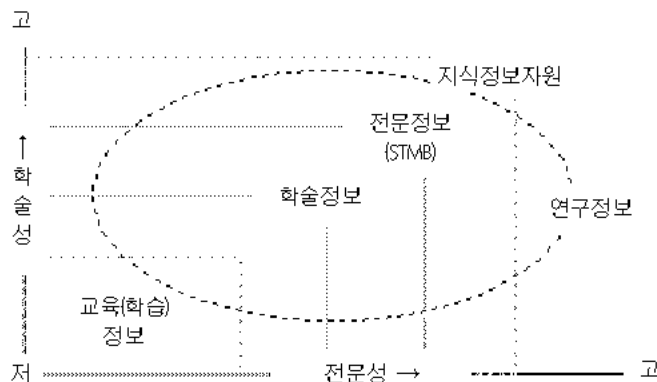 고
지식정보자원
전문정보
(STMB)
↑
학
술
성
학술정보
연구정보
교육(학습)
정보
저
전문성 →
고